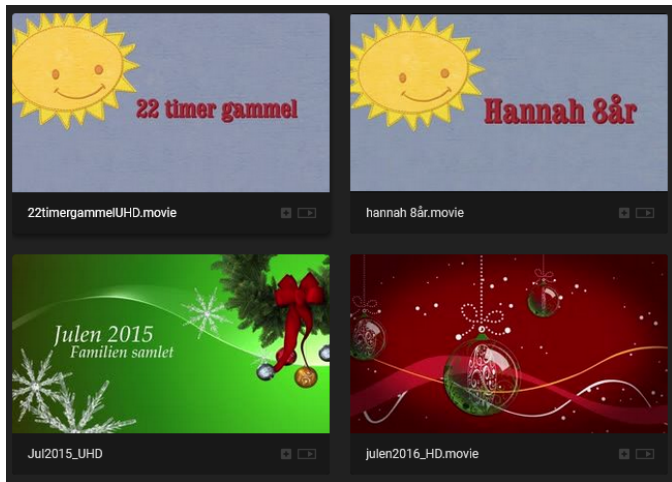 22 timer gammel
Hannah 8år
22timergammelUHD.movie
hannah 8år.movie
Julen 2015
Familien samlet
Jul2015_UHD
julen2016_HD.movie